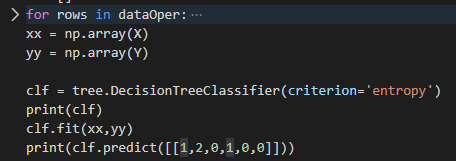 for rows in dataOper:···
xx = np.array(X)
yy = np.array(Y)
clf = tree.DecisionTreeClassifier(criterion='entropy')
print(clf)
clf.fit(xx,yy)
print(clf.predict([[1,2,0,1,0,0]]))